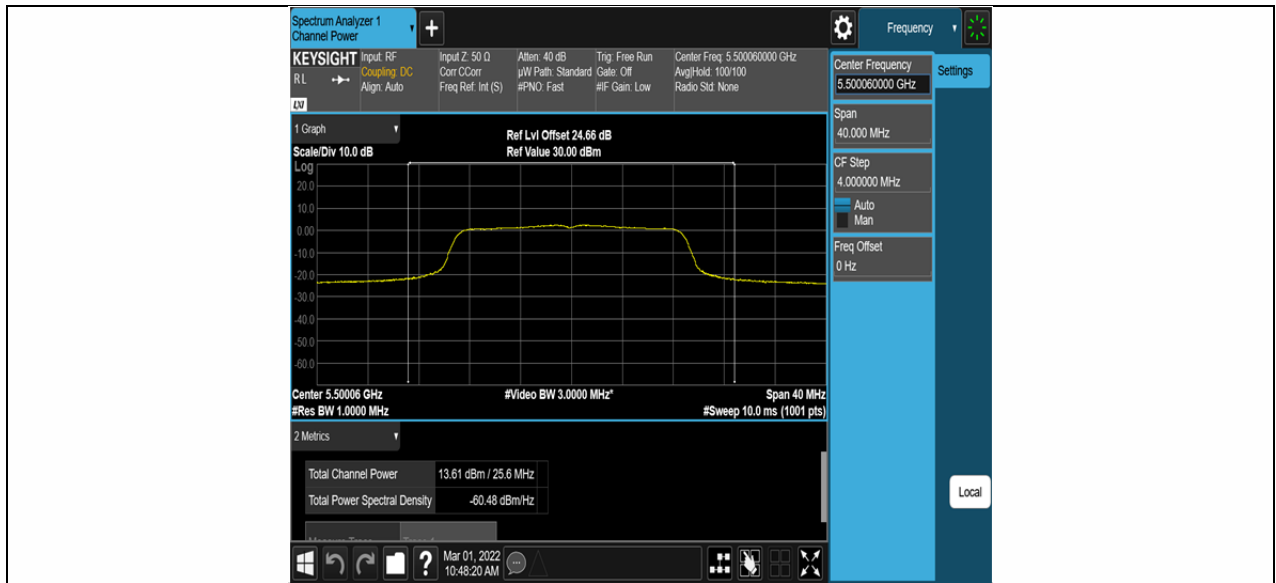 Spectrum Analyzer 1
Channel Power
+
Frequency
KEYSIGHT
RL
LXI
Input: RF
Coupling: DC
Align: Auto
Input Z: 50 Ω
Corr CCorr
Freq Ref: Int (S)
Atten: 40 dB
µW Path: Standard
#PNO: Fast
Trig: Free Run
Gate: Off
#IF Gain: Low
Center Freq: 5.500060000 GHz
Avg|Hold: 100/100
Radio Std: None
1 Graph
Scale/Div 10.0 dB
Log
Ref Lvl Offset 24.66 dB
Ref Value 30.00 dBm
20.0
10.0
0.00
-10.0
-20.0
-30.0
-40.0
-50.0
-60.0
Center 5.50006 GHz
#Res BW 1.0000 MHz
#Video BW 3.0000 MHz*
Span 40 MHz
#Sweep 10.0 ms (1001 pts)
2 Metrics
Total Channel Power 13.61 dBm / 25.6 MHz
Total Power Spectral Density -60.48 dBm/Hz
?
Mar 01, 2022
10:48:20 AM
Center Frequency
5.500060000 GHz
Settings
Span
40.000 MHz
CF Step
4.000000 MHz
Auto
Man
Freq Offset
0 Hz
Local